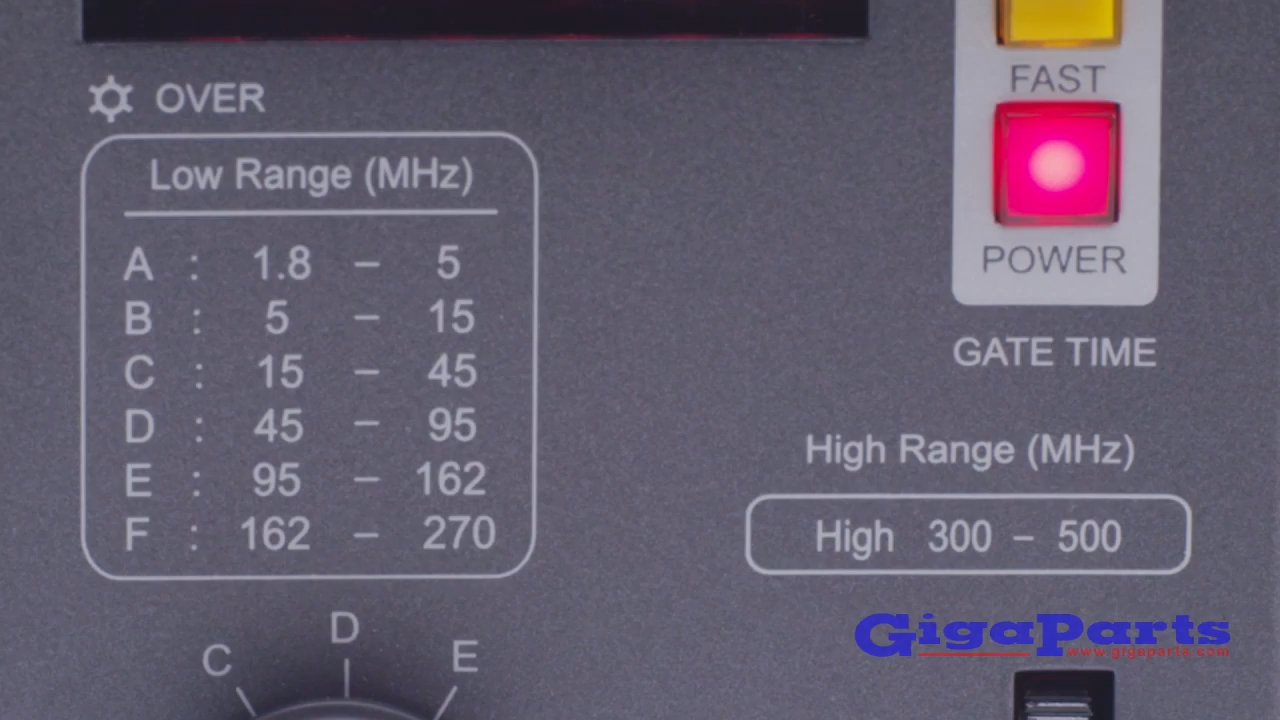 OVER
Low Range (MHz)
A : 1.8 – 5
B : 5 – 15
C : 15 – 45
D : 45 – 95
E : 95 – 162
F : 162 – 270
C D E
FAST
POWER
GATE TIME
High Range (MHz)
High 300 – 500
GigaParts
www.gigaparts.com